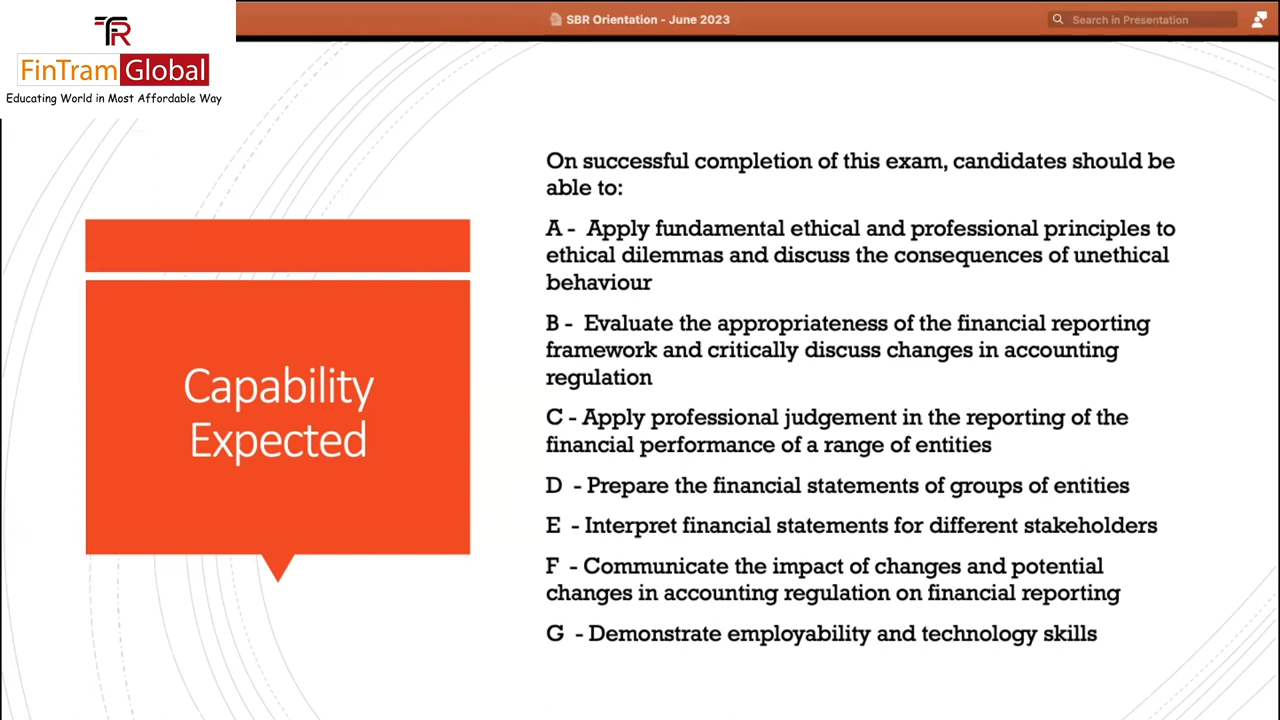 SBR Orientation - June 2023
Search in Presentation
TR
FinTram Global
Educating World in Most Affordable Way
Capability
Expected
On successful completion of this exam, candidates should be
able to:
A - Apply fundamental ethical and professional principles to
ethical dilemmas and discuss the consequences of unethical
behaviour
B - Evaluate the appropriateness of the financial reporting
framework and critically discuss changes in accounting
regulation
C - Apply professional judgement in the reporting of the
financial performance of a range of entities
D - Prepare the financial statements of groups of entities
E - Interpret financial statements for different stakeholders
F - Communicate the impact of changes and potential
changes in accounting regulation on financial reporting
G - Demonstrate employability and technology skills